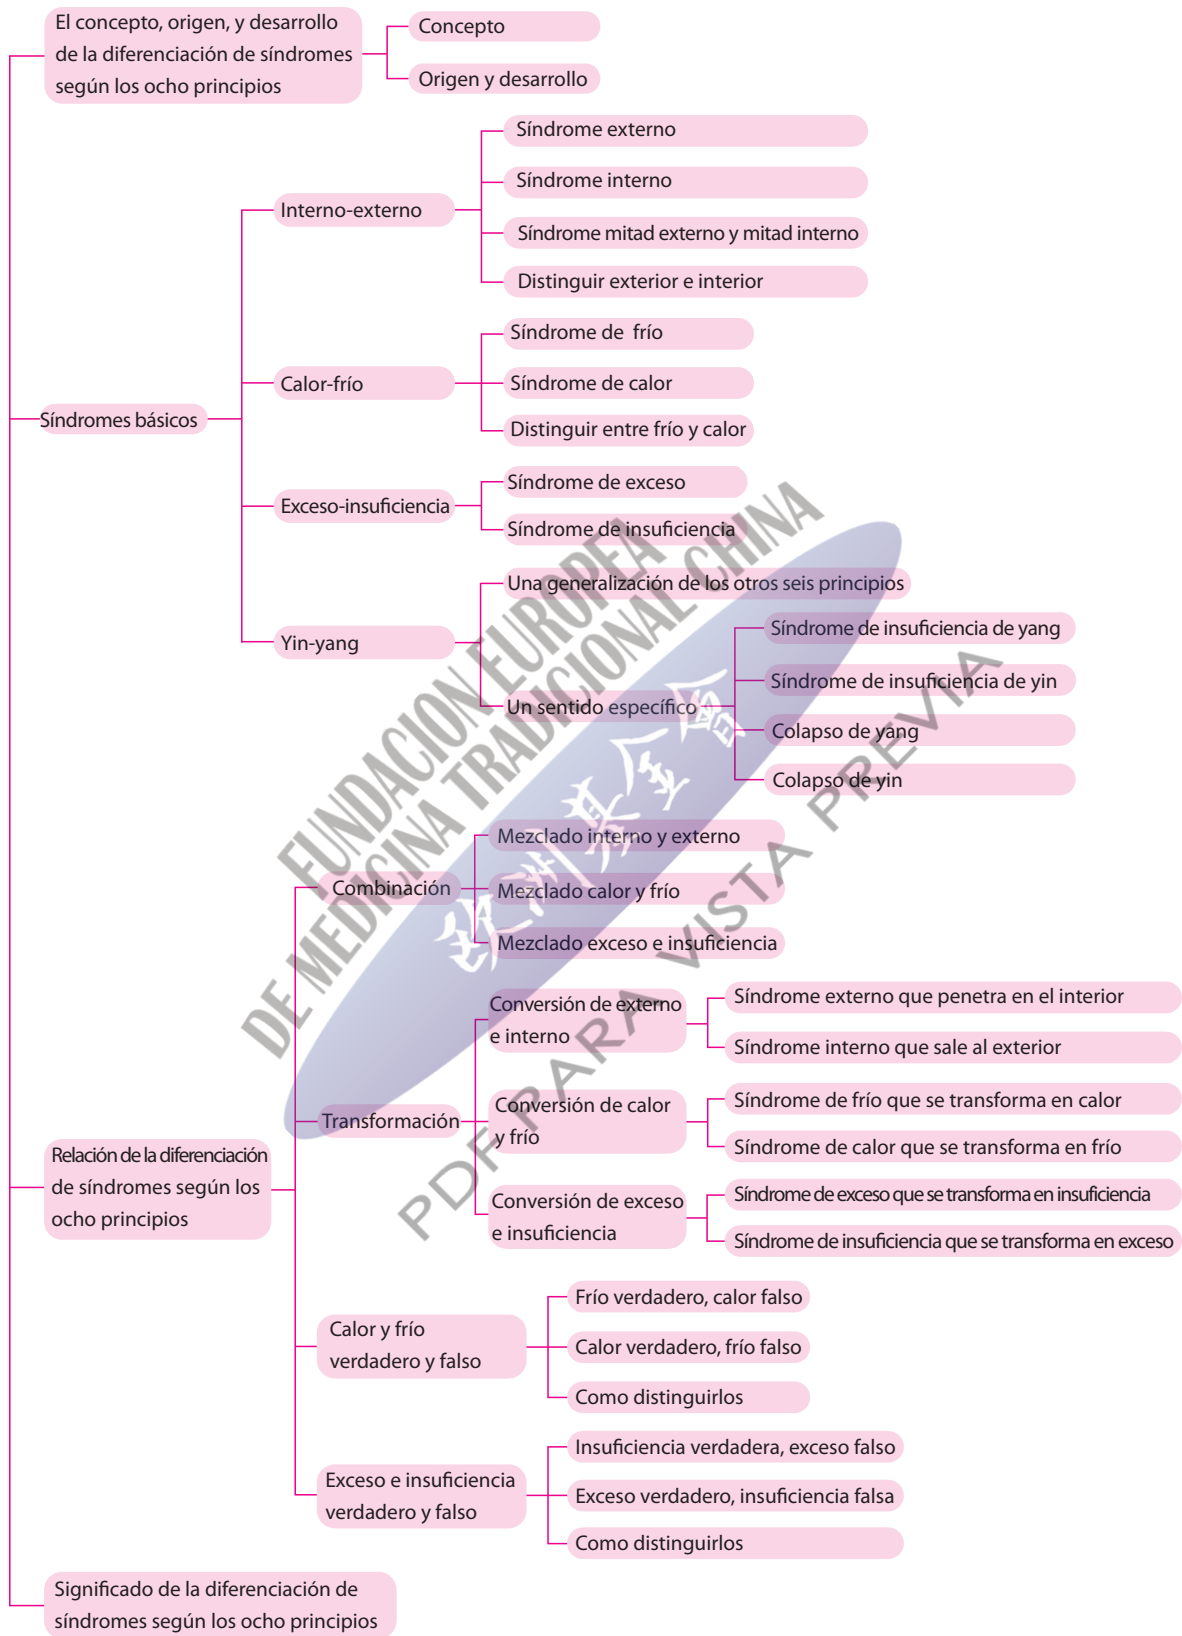 El concepto, origen, y desarrollo
de la diferenciación de síndromes
según los ocho principios
Concepto
Origen y desarrollo
Síndromes básicos
Interno-externo
Síndrome externo
Síndrome interno
Síndrome mitad externo y mitad interno
Distinguir exterior e interior
Calor-frío
Síndrome de frío
Síndrome de calor
Distinguir entre frío y calor
Exceso-insuficiencia
Síndrome de exceso
Síndrome de insuficiencia
Yin-yang
Una generalización de los otros seis principios
Un sentido específico
Síndrome de insuficiencia de yang
Síndrome de insuficiencia de yin
Colapso de yang
Colapso de yin
Relación de la diferenciación
de síndromes según los
ocho principios
Combinación
Mezclado interno y externo
Mezclado calor y frío
Mezclado exceso e insuficiencia
Transformación
Conversión de externo
e interno
Síndrome externo que penetra en el interior
Síndrome interno que sale al exterior
Conversión de calor
y frío
Síndrome de frío que se transforma en calor
Síndrome de calor que se transforma en frío
Conversión de exceso
e insuficiencia
Síndrome de exceso que se transforma en insuficiencia
Síndrome de insuficiencia que se transforma en exceso
Calor y frío
verdadero y falso
Frío verdadero, calor falso
Calor verdadero, frío falso
Como distinguirlos
Exceso e insuficiencia
verdadero y falso
Insuficiencia verdadera, exceso falso
Exceso verdadero, insuficiencia falsa
Como distinguirlos
Significado de la diferenciación de
síndromes según los ocho principios
FUNDACION EUROPEA
DE MEDICINA TRADICIONAL CHINA
欧洲基金會
PDF PARA VISTA PREVIA